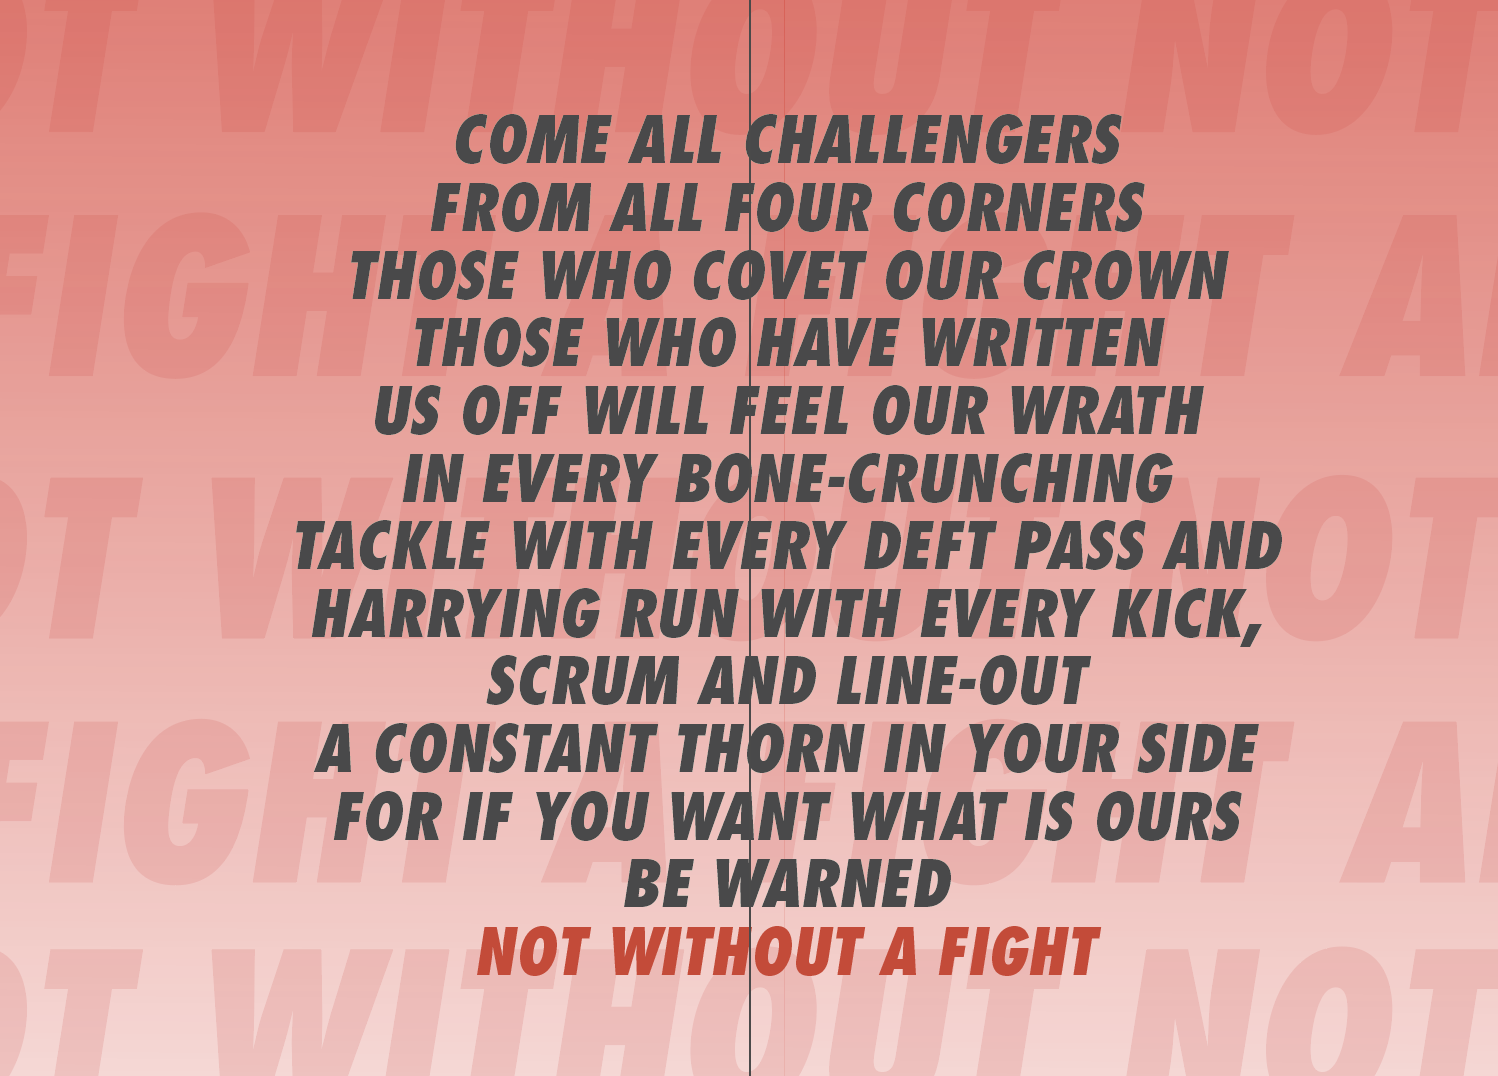 COME ALL CHALLENGERS
FROM ALL FOUR CORNERS
THOSE WHO COVET OUR CROWN
THOSE WHO HAVE WRITTEN
US OFF WILL FEEL OUR WRATH
IN EVERY BONE-CRUNCHING
TACKLE WITH EVERY DEFT PASS AND
HARRYING RUN WITH EVERY KICK,
SCRUM AND LINE-OUT
A CONSTANT THORN IN YOUR SIDE
FOR IF YOU WANT WHAT IS OURS
BE WARNED
NOT WITHOUT A FIGHT
OT WITHOUT NOT
FIGHT A FIGHT A
OT WITHOUT NOT
FIGHT A FIGHT A
OT WITHOUT NOT